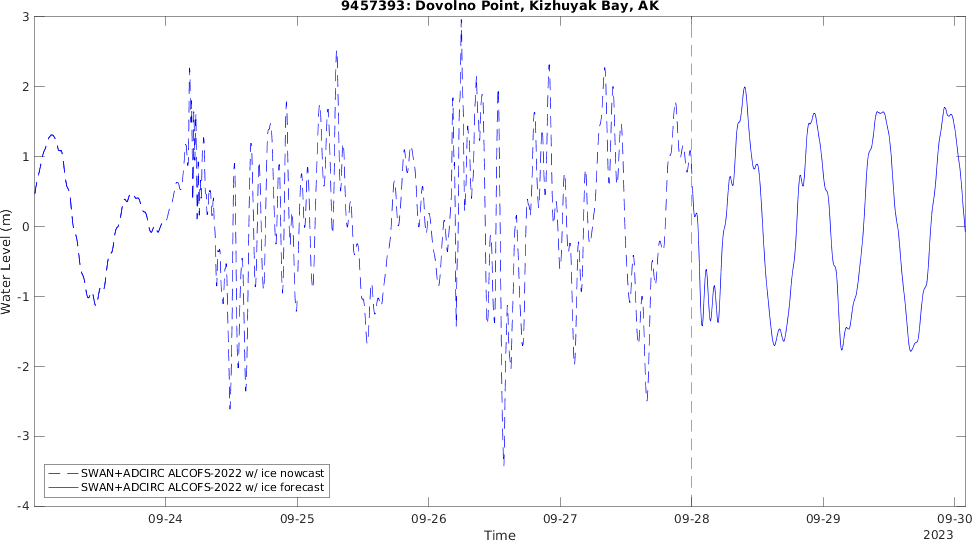 9457393: Dovolno Point, Kizhuyak Bay, AK
Water Level (m)
3
2
1
0
-1
-2
-3
-4
SWAN+ADCIRC ALCOFS-2022 w/ ice nowcast
SWAN+ADCIRC ALCOFS-2022 w/ ice forecast
09-24 09-25 09-26 09-27 09-28 09-29 09-30
Time
2023